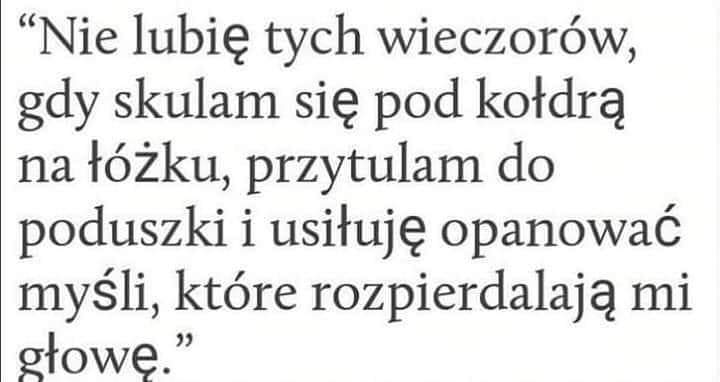 “Nie lubię tych wieczorów,
gdy skulam się pod kołdrą
na łóżku, przytulam do
poduszki i usiłuję opanować
myśli, które rozpierdalają mi
głowę.”